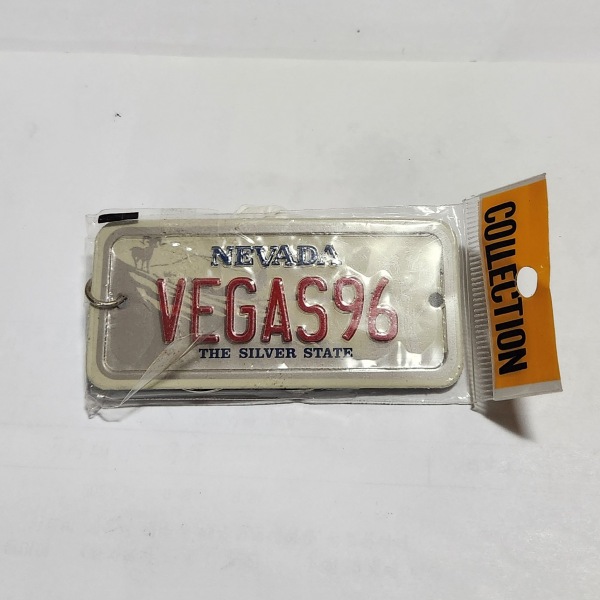 NEVADA
VEGAS96
THE SILVER STATE
COLLECTION